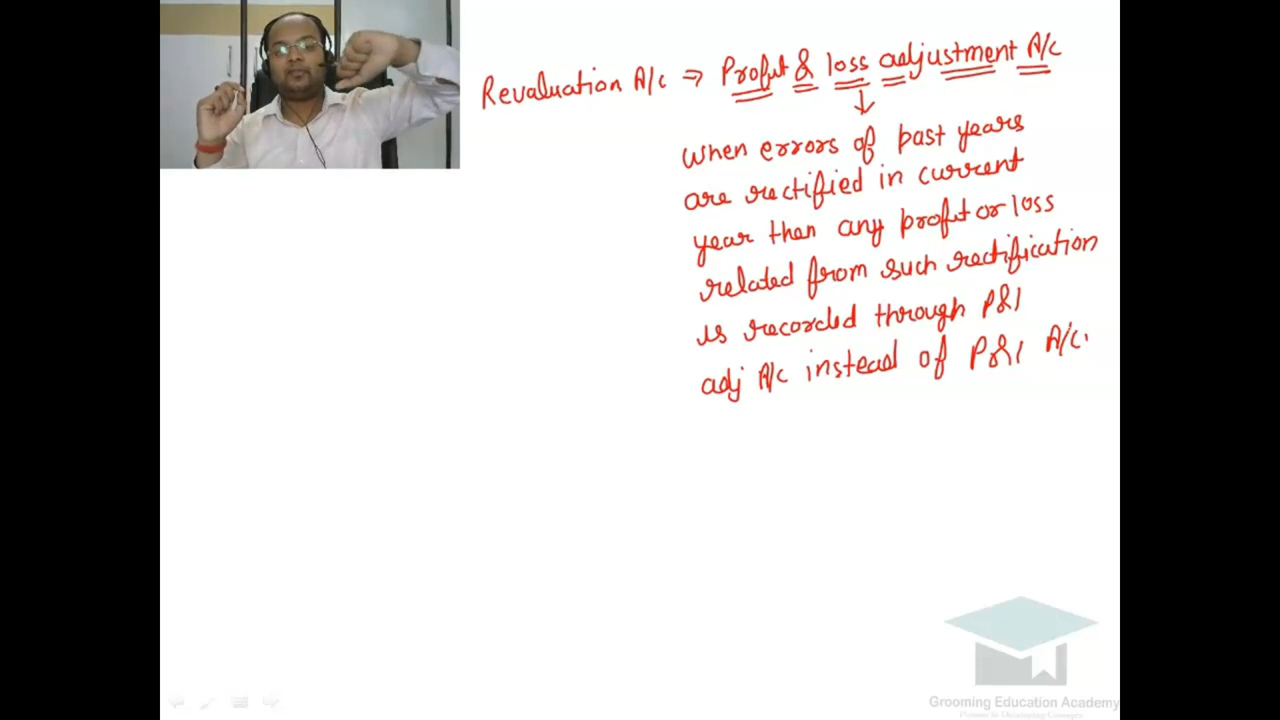 Revaluation A/c ⇒ Profit & loss adjustment A/c
When errors of past years
are rectified in current
year then any profit or loss
related from such rectification
is recorded through P&l
adj A/c instead of P&l A/c.
Grooming Education Academy